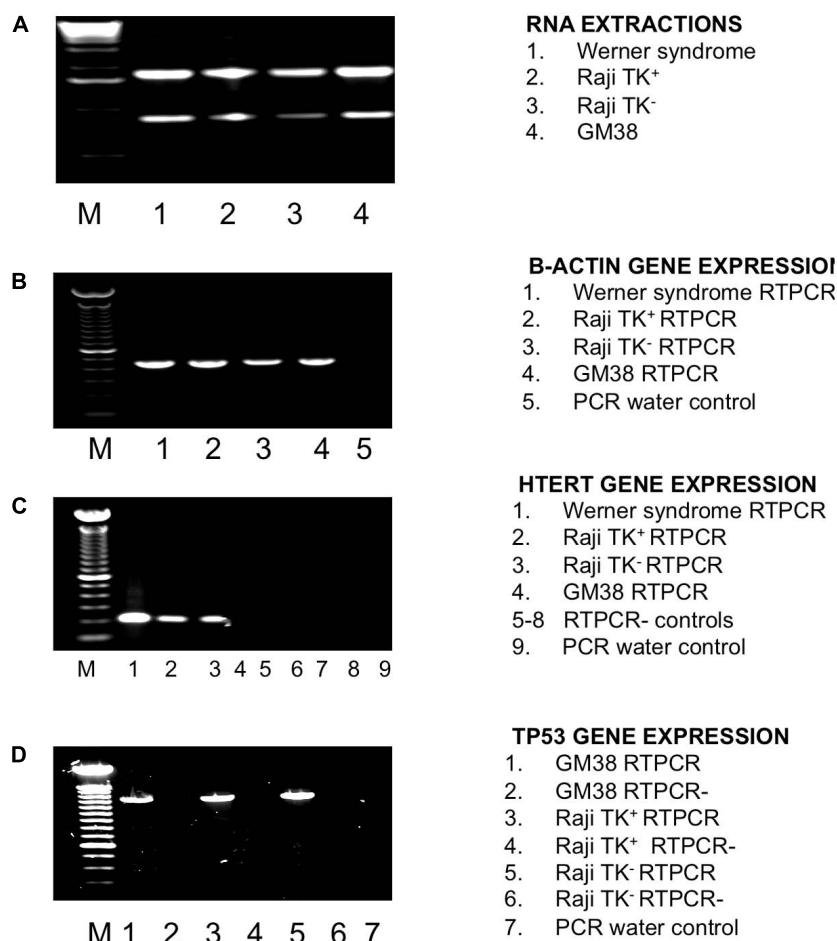 A
M 1 2 3 4
RNA EXTRACTIONS
1. Werner syndrome
2. Raji TK⁺
3. Raji TK⁻
4. GM38
B
M 1 2 3 4 5
B-ACTIN GENE EXPRESSION
1. Werner syndrome RTPCR
2. Raji TK⁺ RTPCR
3. Raji TK⁻ RTPCR
4. GM38 RTPCR
5. PCR water control
C
M 1 2 3 4 5 6 7 8 9
HTERT GENE EXPRESSION
1. Werner syndrome RTPCR
2. Raji TK⁺ RTPCR
3. Raji TK⁻ RTPCR
4. GM38 RTPCR
5-8 RTPCR- controls
9. PCR water control
D
M 1 2 3 4 5 6 7
TP53 GENE EXPRESSION
1. GM38 RTPCR
2. GM38 RTPCR-
3. Raji TK⁺ RTPCR
4. Raji TK⁺ RTPCR-
5. Raji TK⁻ RTPCR
6. Raji TK⁻ RTPCR-
7. PCR water control